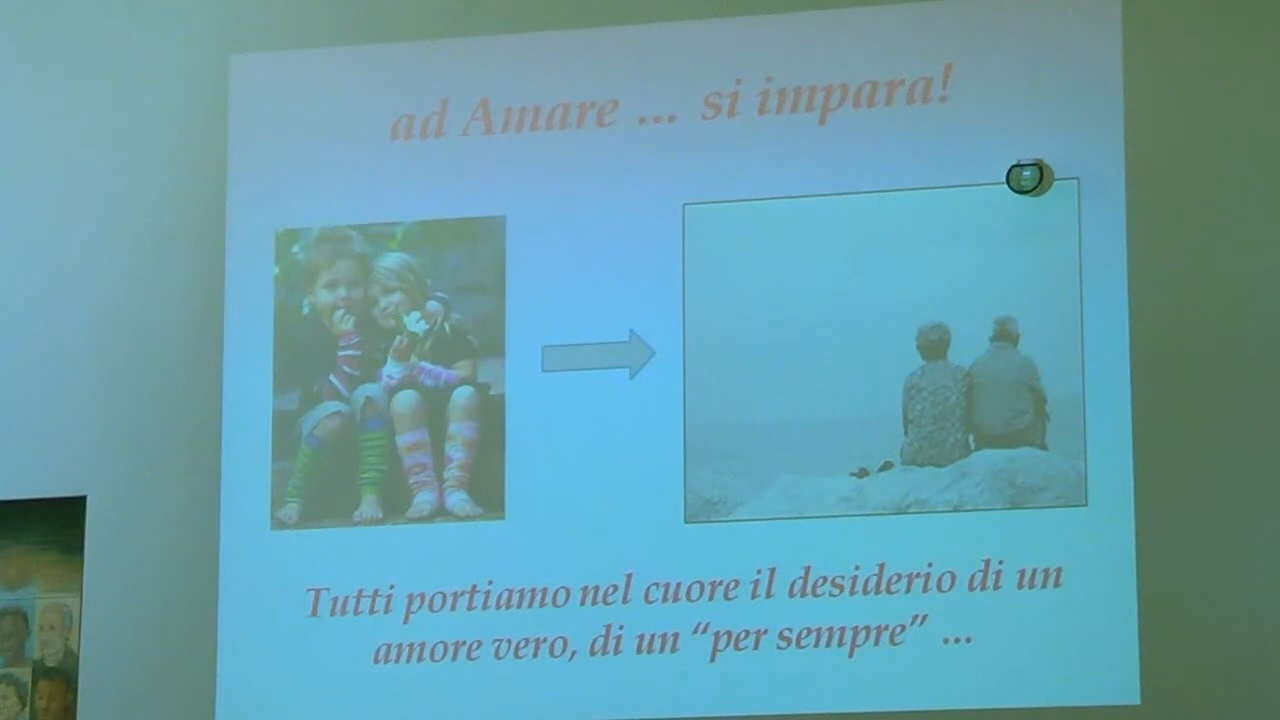 ad Amare ... si impara!
Tutti portiamo nel cuore il desiderio di un
amore vero, di un “per sempre” ...